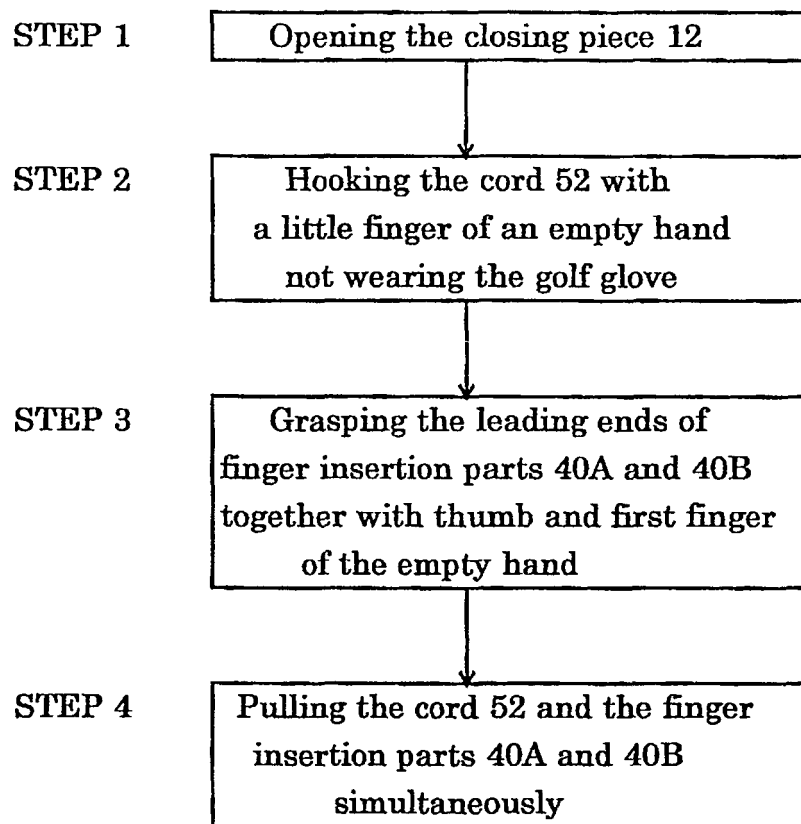 STEP 1 Opening the closing piece 12
STEP 2 Hooking the cord 52 with
a little finger of an empty hand
not wearing the golf glove
STEP 3 Grasping the leading ends of
finger insertion parts 40A and 40B
together with thumb and first finger
of the empty hand
STEP 4 Pulling the cord 52 and the finger
insertion parts 40A and 40B
simultaneously